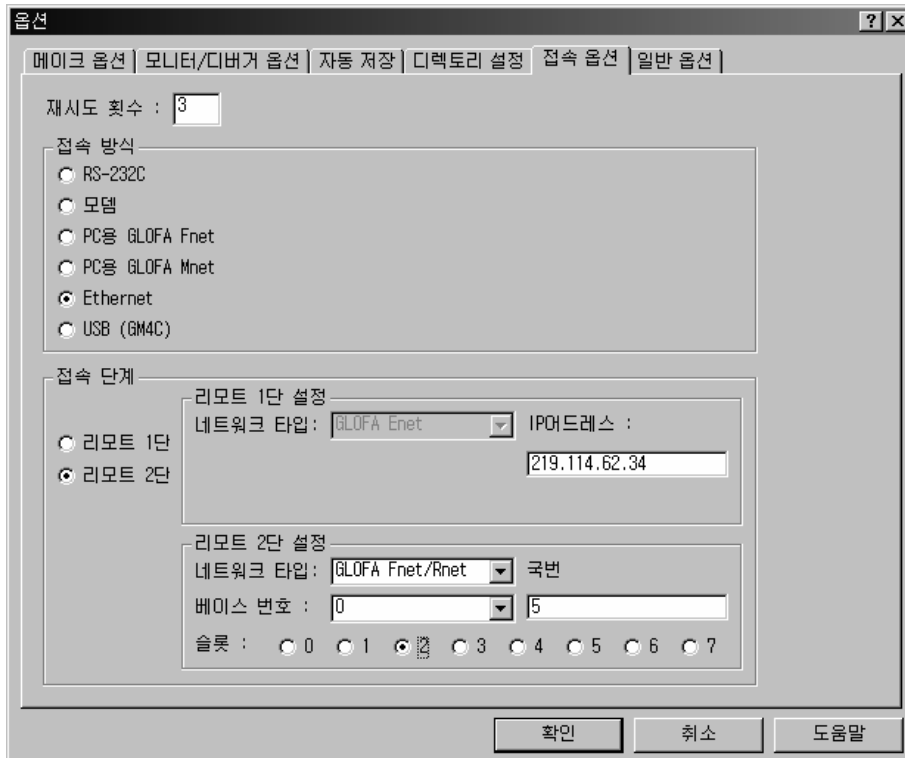 옵션
메이크 옵션 모니터/디버거 옵션 자동 저장 디렉토리 설정 접속 옵션 일반 옵션
재시도 횟수 : 3
접속 방식
RS-232C
모뎀
PC용 GLOFA Fnet
PC용 GLOFA Mnet
Ethernet
USB (GM4C)
접속 단계
리모트 1단
리모트 2단
리모트 1단 설정
네트워크 타입: GLOFA Enet IP어드레스 :
219.114.62.34
리모트 2단 설정
네트워크 타입: GLOFA Fnet/Rnet 국번
베이스 번호 : 0 5
슬롯 : 0 1 2 3 4 5 6 7
확인 취소 도움말